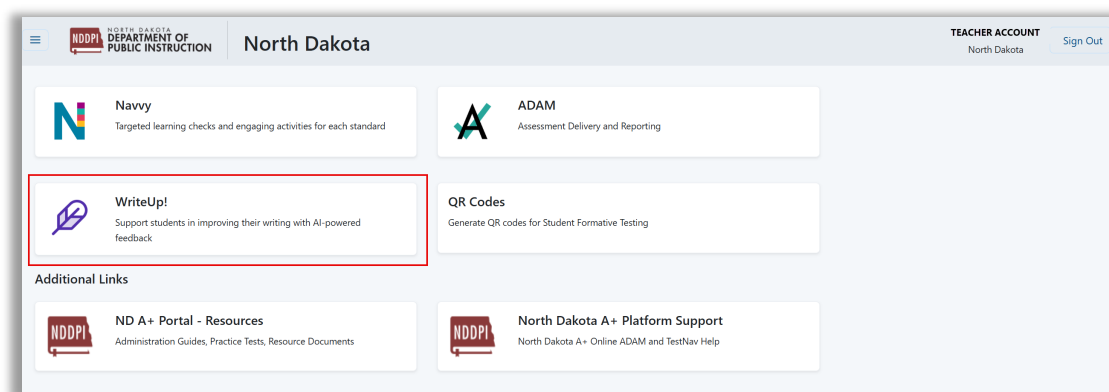 NDDPI
NORTH DAKOTA
DEPARTMENT OF
PUBLIC INSTRUCTION
North Dakota
TEACHER ACCOUNT
North Dakota
Sign Out
Navvy
Targeted learning checks and engaging activities for each standard
ADAM
Assessment Delivery and Reporting
WriteUp!
Support students in improving their writing with AI-powered
feedback
QR Codes
Generate QR codes for Student Formative Testing
Additional Links
NDDPI
ND A+ Portal - Resources
Administration Guides, Practice Tests, Resource Documents
NDDPI
North Dakota A+ Platform Support
North Dakota A+ Online ADAM and TestNav Help